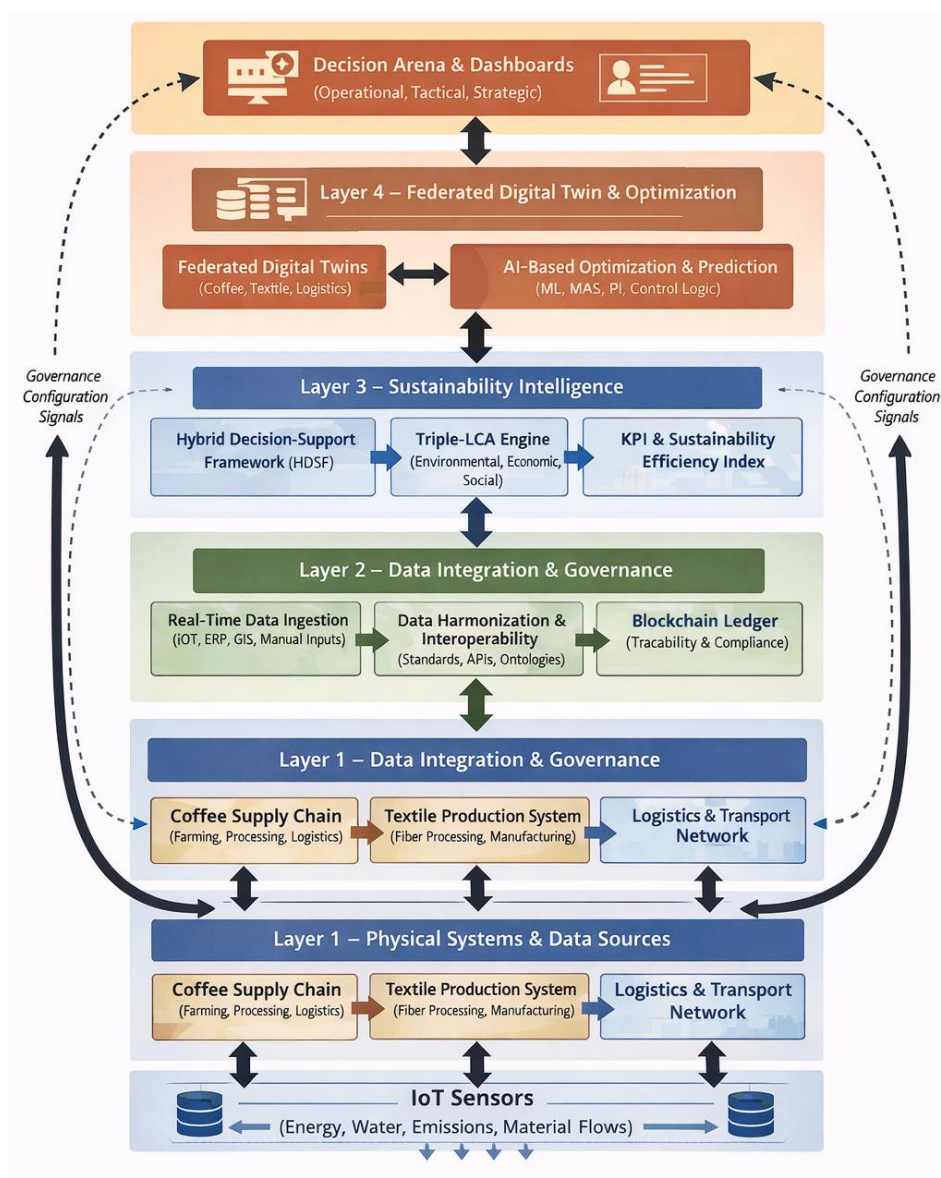 Decision Arena & Dashboards
(Operational, Tactical, Strategic)
Layer 4 – Federated Digital Twin & Optimization
Federated Digital Twins
(Coffee, Textile, Logistics)
AI-Based Optimization & Prediction
(ML, MAS, PI, Control Logic)
Governance
Configuration
Signals
Governance
Configuration
Signals
Layer 3 – Sustainability Intelligence
Hybrid Decision-Support
Framework (HDSF)
Triple-LCA Engine
(Environmental, Economic,
Social)
KPI & Sustainability
Efficiency Index
Layer 2 – Data Integration & Governance
Real-Time Data Ingestion
(iOT, ERP, GIS, Manual Inputs)
Data Harmonization &
Interoperability
(Standards, APIs, Ontologies)
Blockchain Ledger
(Tracability & Compliance)
Layer 1 – Data Integration & Governance
Coffee Supply Chain
(Farming, Processing, Logistics)
Textile Production System
(Fiber Processing, Manufacturing)
Logistics & Transport
Network
Layer 1 – Physical Systems & Data Sources
Coffee Supply Chain
(Farming, Processing, Logistics)
Textile Production System
(Fiber Processing, Manufacturing)
Logistics & Transport
Network
IoT Sensors
(Energy, Water, Emissions, Material Flows)